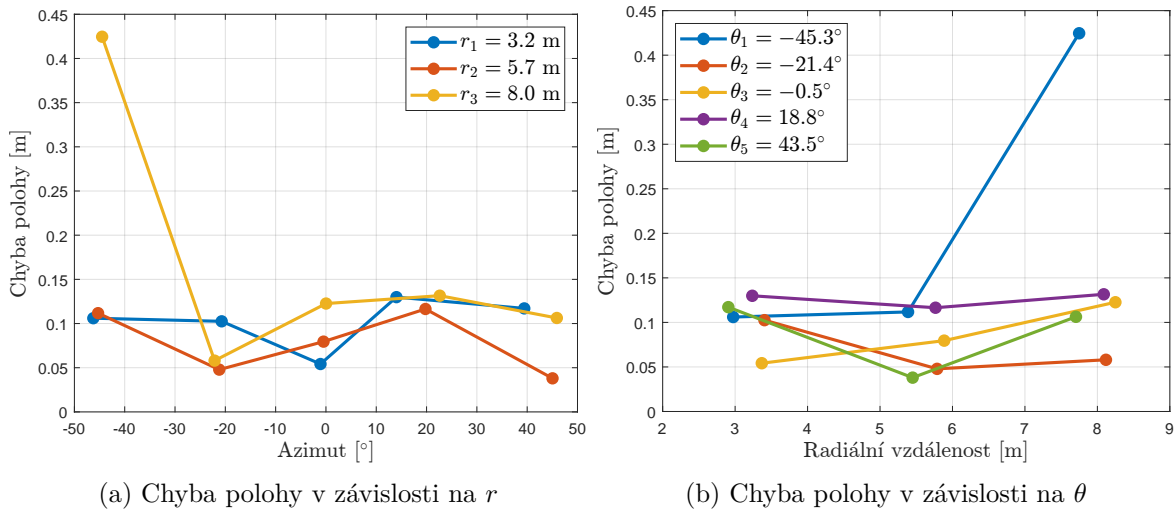 0.45
0.4
0.35
0.3
0.25
0.2
0.15
0.1
0.05
0
Chyba polohy [m]
r₁ = 3.2 m
r₂ = 5.7 m
r₃ = 8.0 m
-50 -40 -30 -20 -10 0 10 20 30 40 50
Azimut [°]
(a) Chyba polohy v závislosti na r
0.45
0.4
0.35
0.3
0.25
0.2
0.15
0.1
0.05
0
Chyba polohy [m]
θ₁ = −45.3°
θ₂ = −21.4°
θ₃ = −0.5°
θ₄ = 18.8°
θ₅ = 43.5°
2 3 4 5 6 7 8 9
Radiální vzdálenost [m]
(b) Chyba polohy v závislosti na θ